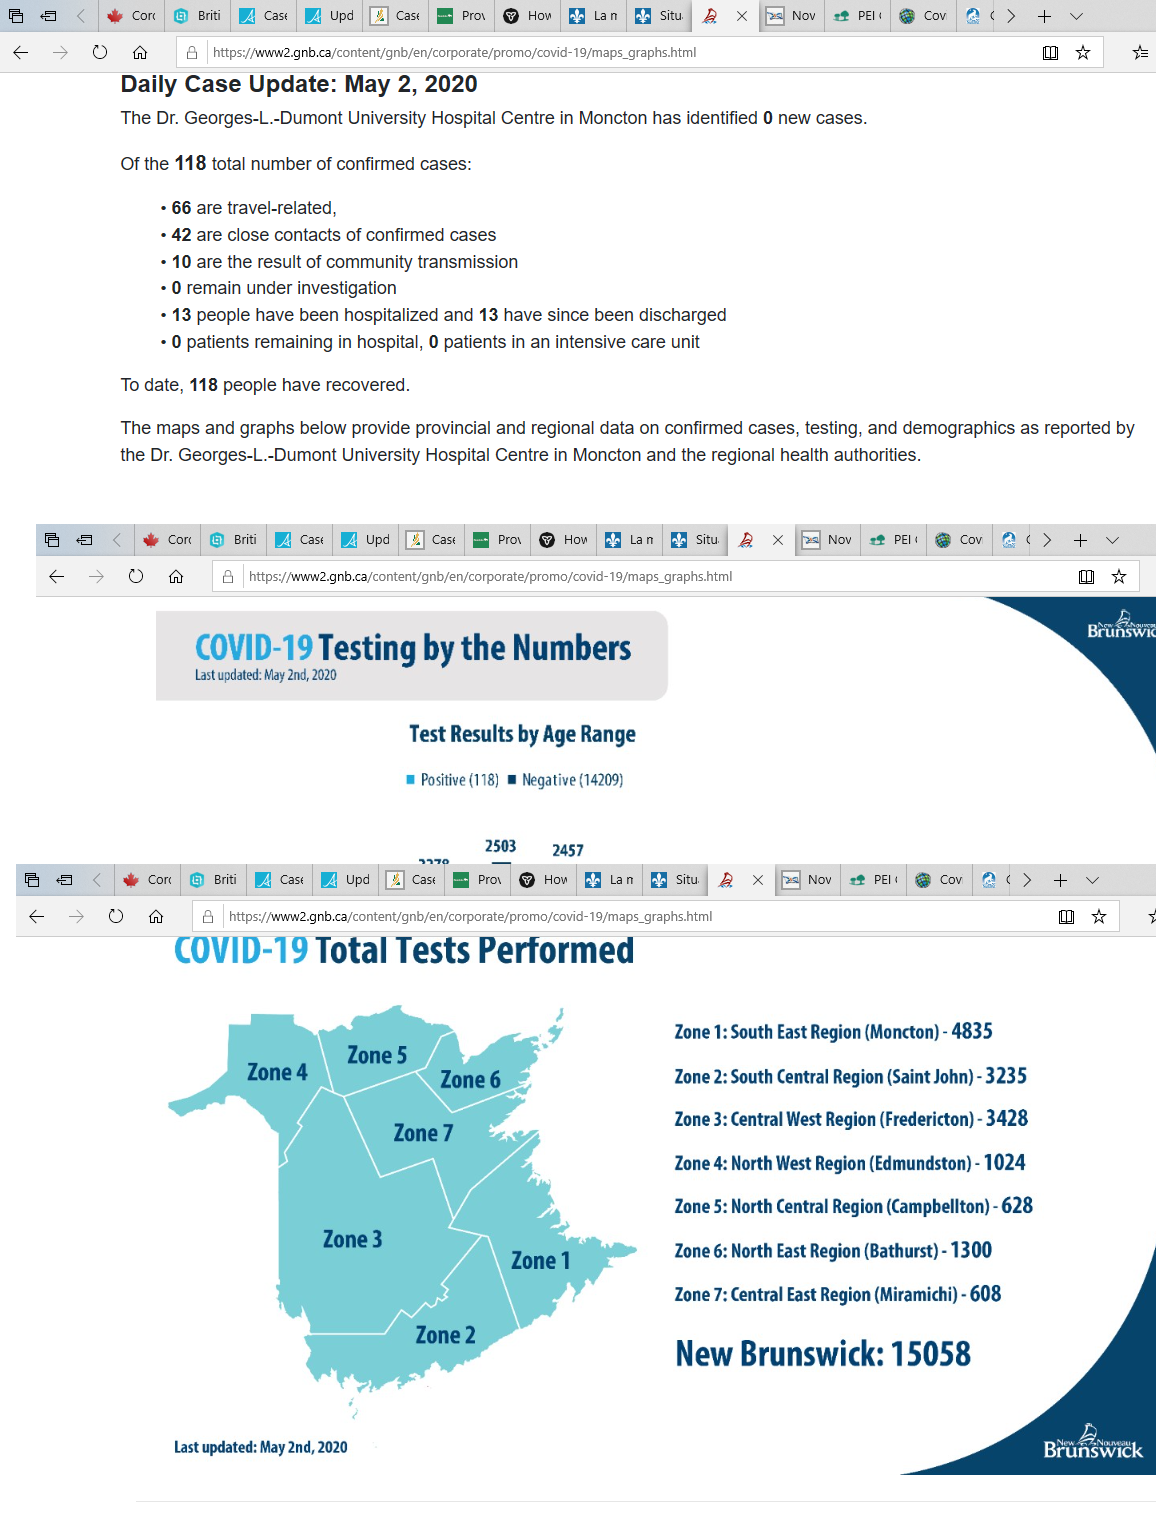 Corc
Briti
Case
Upd
Case
Prov
How
La n
Situ
Nov
PEI
Cov
https://www2.gnb.ca/content/gnb/en/corporate/promo/covid-19/maps_graphs.html
Daily Case Update: May 2, 2020
The Dr. Georges-L.-Dumont University Hospital Centre in Moncton has identified 0 new cases.
Of the 118 total number of confirmed cases:
• 66 are travel-related,
• 42 are close contacts of confirmed cases
• 10 are the result of community transmission
• 0 remain under investigation
• 13 people have been hospitalized and 13 have since been discharged
• 0 patients remaining in hospital, 0 patients in an intensive care unit
To date, 118 people have recovered.
The maps and graphs below provide provincial and regional data on confirmed cases, testing, and demographics as reported by
the Dr. Georges-L.-Dumont University Hospital Centre in Moncton and the regional health authorities.
Corc
Briti
Case
Upd
Case
Prov
How
La n
Situ
Nov
PEI
Cov
https://www2.gnb.ca/content/gnb/en/corporate/promo/covid-19/maps_graphs.html
COVID-19 Testing by the Numbers
Last updated: May 2nd, 2020
Brunswic
Test Results by Age Range
Positive (118) Negative (14209)
2503
2457
Corc
Briti
Case
Upd
Case
Prov
How
La n
Situ
Nov
PEI
Cov
https://www2.gnb.ca/content/gnb/en/corporate/promo/covid-19/maps_graphs.html
COVID-19 Total Tests Performed
Zone 4
Zone 5
Zone 6
Zone 7
Zone 3
Zone 1
Zone 2
Zone 1: South East Region (Moncton) - 4835
Zone 2: South Central Region (Saint John) - 3235
Zone 3: Central West Region (Fredericton) - 3428
Zone 4: North West Region (Edmundston) - 1024
Zone 5: North Central Region (Campbellton) - 628
Zone 6: North East Region (Bathurst) - 1300
Zone 7: Central East Region (Miramichi) - 608
New Brunswick: 15058
Last updated: May 2nd, 2020
New Nouveau
Brunswick